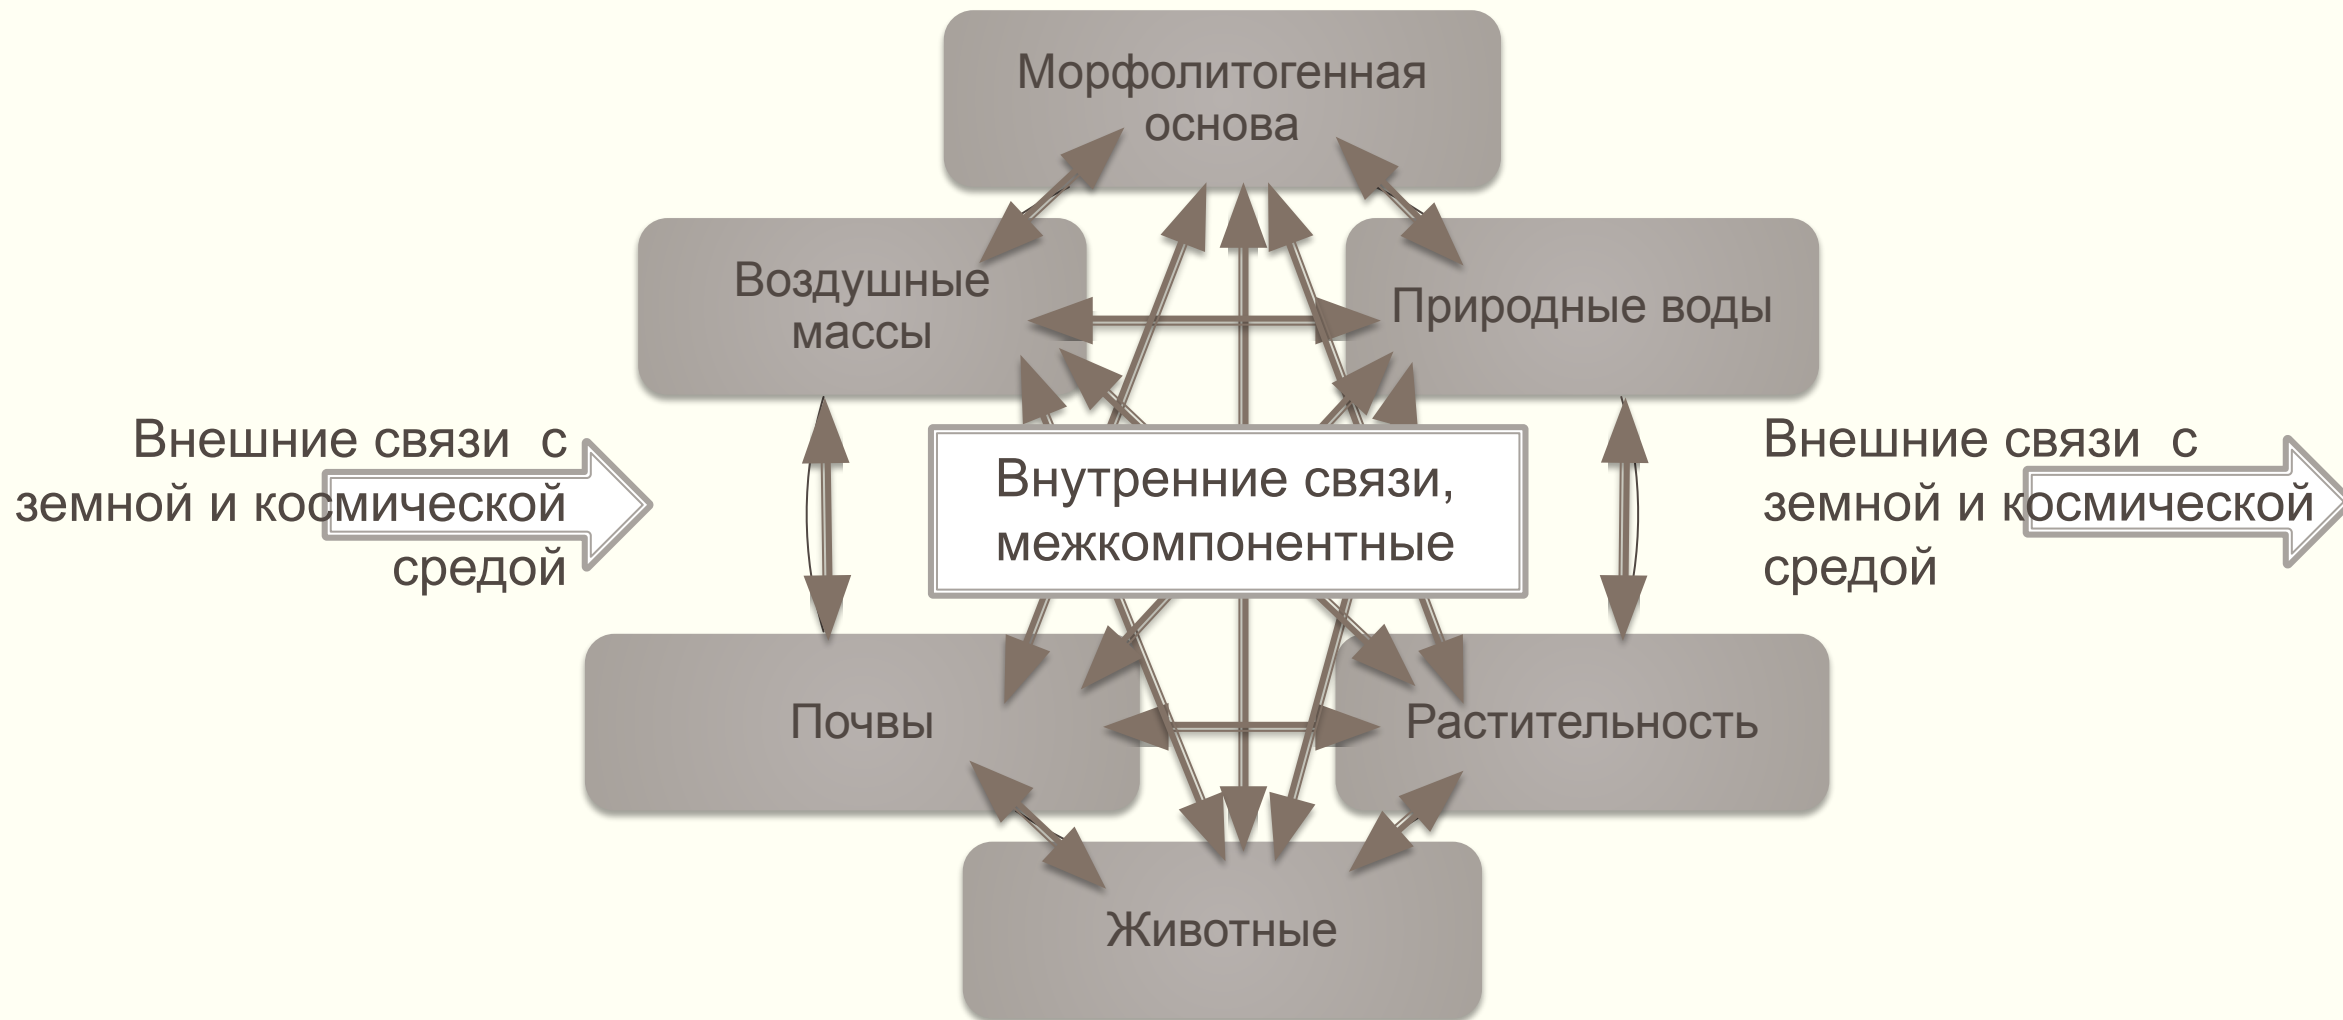 Морфолитогенная
основа
Воздушные
массы
Природные воды
Внешние связи  с
земной и космической
средой
Внутренние связи,
межкомпонентные
Внешние связи  с
земной и космической
средой
Почвы
Растительность
Животные